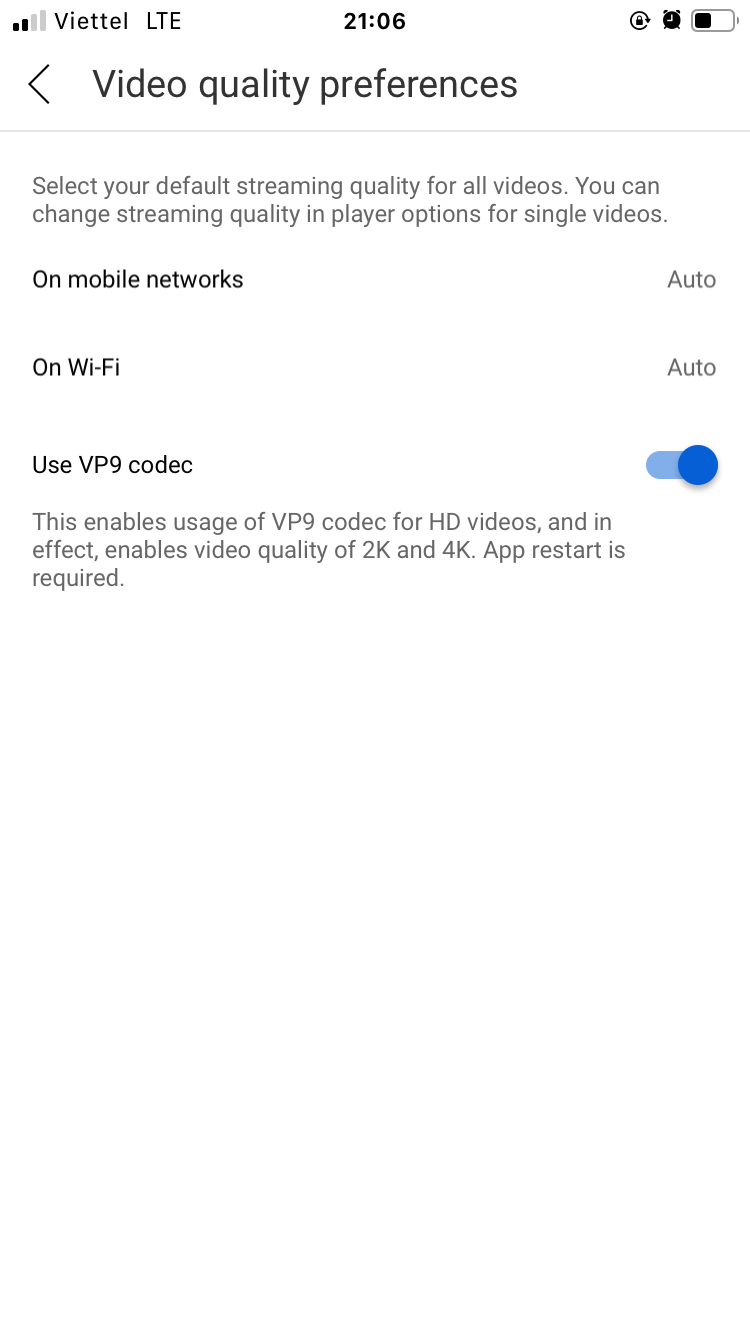 Viettel LTE 21:06
Video quality preferences
Select your default streaming quality for all videos. You can
change streaming quality in player options for single videos.
On mobile networks Auto
On Wi-Fi Auto
Use VP9 codec
This enables usage of VP9 codec for HD videos, and in
effect, enables video quality of 2K and 4K. App restart is
required.